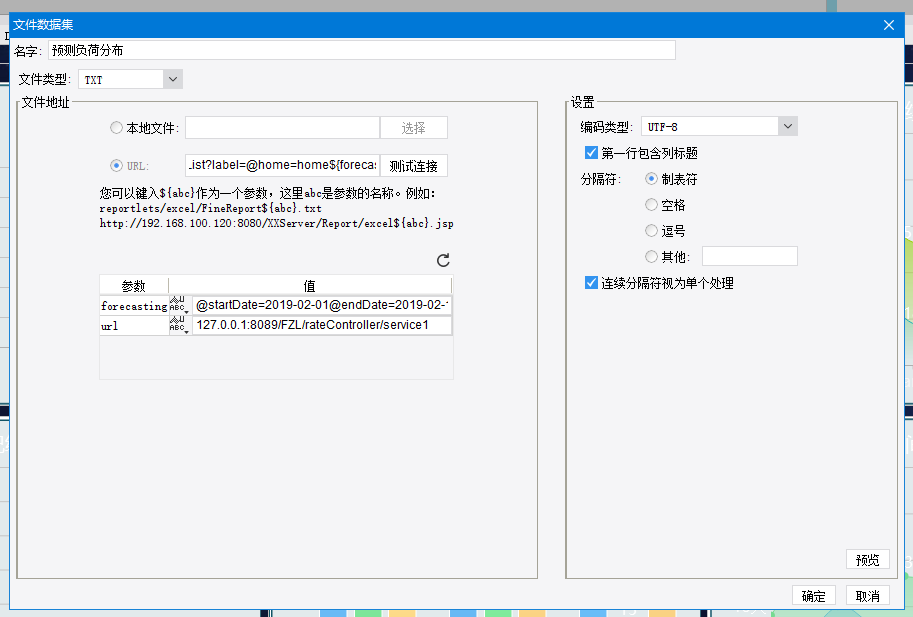 文件数据集
名字: 预测负荷分布
文件类型: TXT
文件地址
本地文件: 选择
URL: .ist?label=@home=home${forecas 测试连接
您可以键入${abc}作为一个参数，这里abc是参数的名称。例如:
reportlets/excel/FineReport${abc}.txt
http://192.168.100.120:8080/XXServer/Report/excel${abc}.jsp
参数 值
forecasting @startDate=2019-02-01@endDate=2019-02-
url 127.0.0.1:8089/FZL/rateController/service1
设置
编码类型: UTF-8
第一行包含列标题
分隔符: 制表符
空格
逗号
其他:
连续分隔符视为单个处理
预览
确定 取消